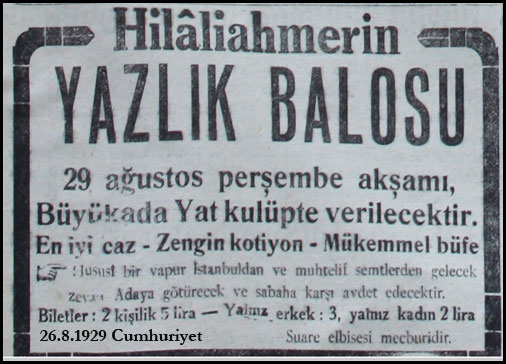 Hilâliahmerin
YAZLIK BALOSU
29 ağustos perşembe akşamı,
Büyükada Yat kulüpte verilecektir.
En iyi caz - Zengin kotiyon - Mükemmel büfe
Hususî bir vapur İstanbuldan ve muhtelif semtlerden gelecek
zevatı Adaya götürecek ve sabaha karşı avdet edecektir.
Biletler : 2 kişilik 5 lira — Yalnız erkek : 3, yalnız kadın 2 lira
26.8.1929 Cumhuriyet
Suare elbisesi mecburidir.